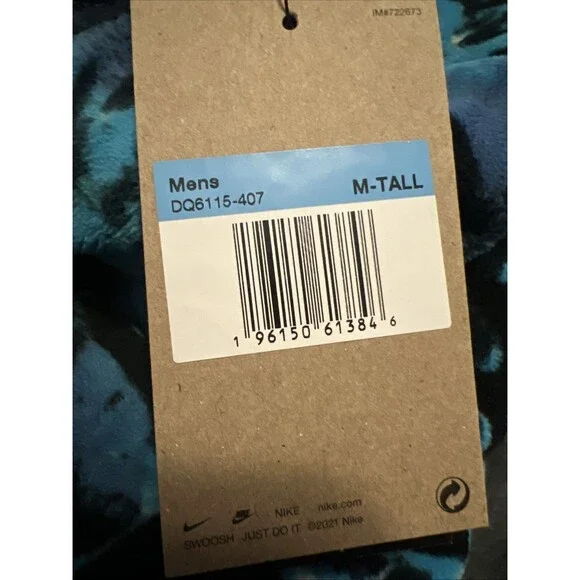 IM#722673
Mens M-TALL
DQ6115-407
1 96150 61384 6
NIKE nike.com
SWOOSH JUST DO IT ©2021 Nike